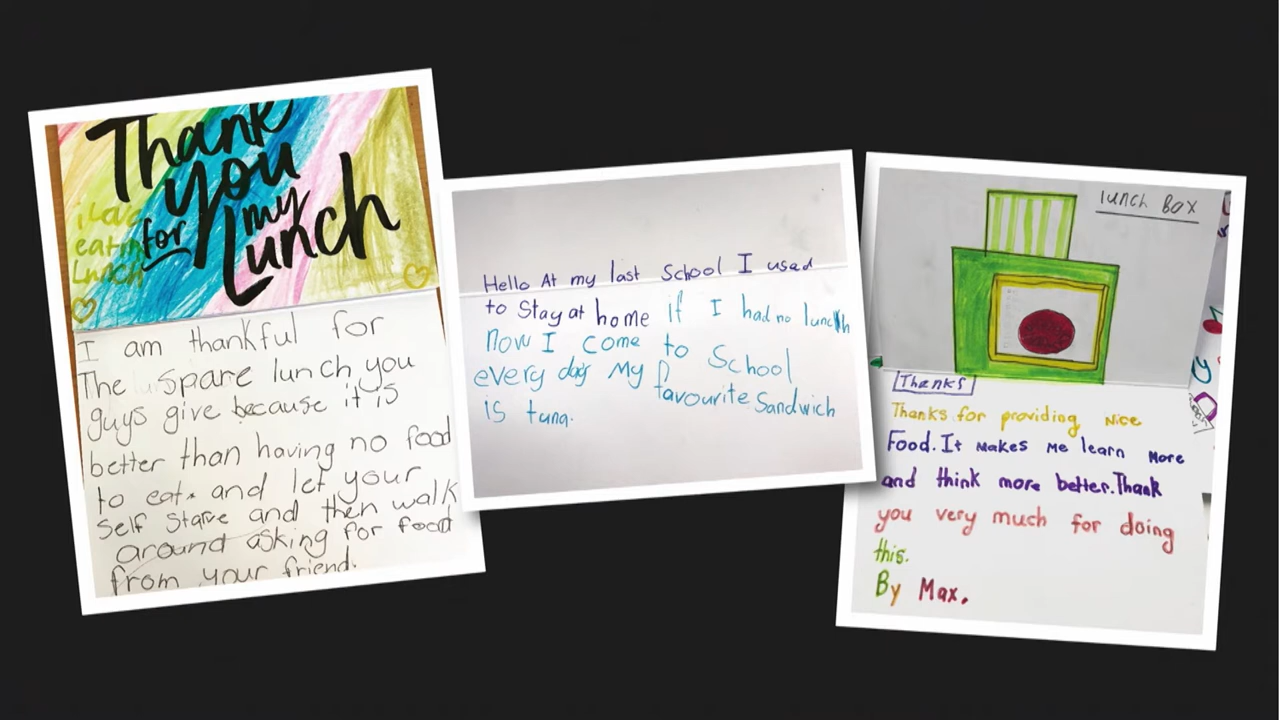 Thank
you
for my
Lunch
i Love
eating
Lunch
I am thankful for
The spare lunch you
guys give because it is
better than having no food
to eat. and let your
self starve and then walk
around asking for food
from your friend.
Hello At my last School I used
to Stay at home if I had no lunch
now I come to School
every day My favourite Sandwich
is tuna.
lunch Box
Thanks
Thanks for providing Nice
Food. It Makes Me learn More
and think more better. Thank
you very much for doing
this.
By Max.